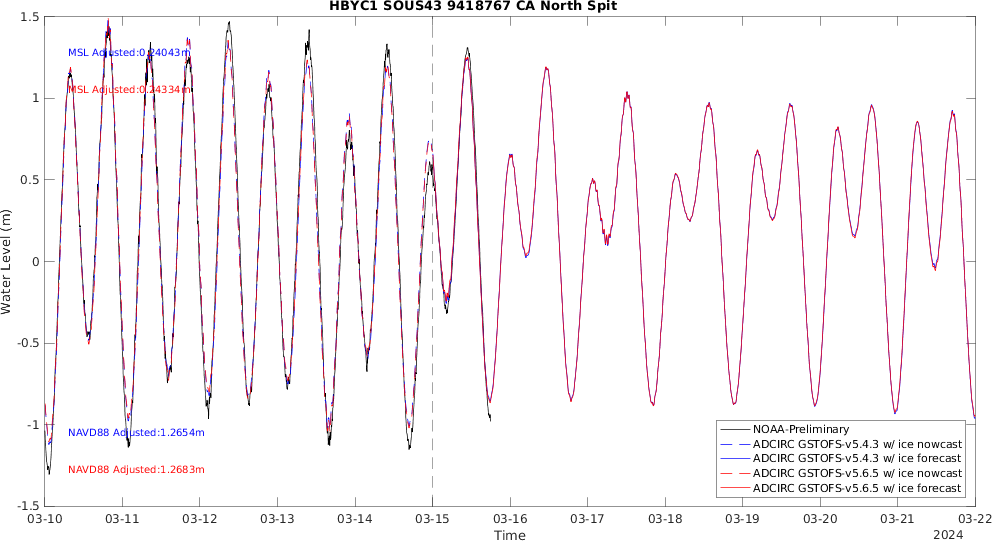 HBYC1 SOUS43 9418767 CA North Spit
1.5
1
0.5
0
-0.5
-1
-1.5
Water Level (m)
MSL Adjusted:0.24043m
MSL Adjusted:0.24334m
NAVD88 Adjusted:1.2654m
NAVD88 Adjusted:1.2683m
NOAA-Preliminary
ADCIRC GSTOFS-v5.4.3 w/ ice nowcast
ADCIRC GSTOFS-v5.4.3 w/ ice forecast
ADCIRC GSTOFS-v5.6.5 w/ ice nowcast
ADCIRC GSTOFS-v5.6.5 w/ ice forecast
03-10 03-11 03-12 03-13 03-14 03-15 03-16 03-17 03-18 03-19 03-20 03-21 03-22
Time
2024